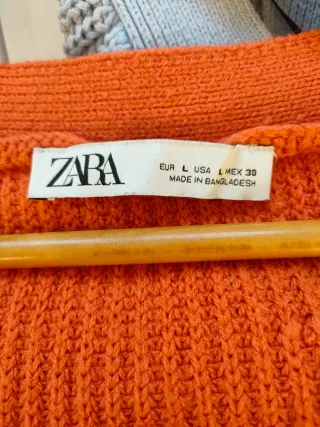 ZARA
EUR L USA L MEX 30
MADE IN BANGLADESH